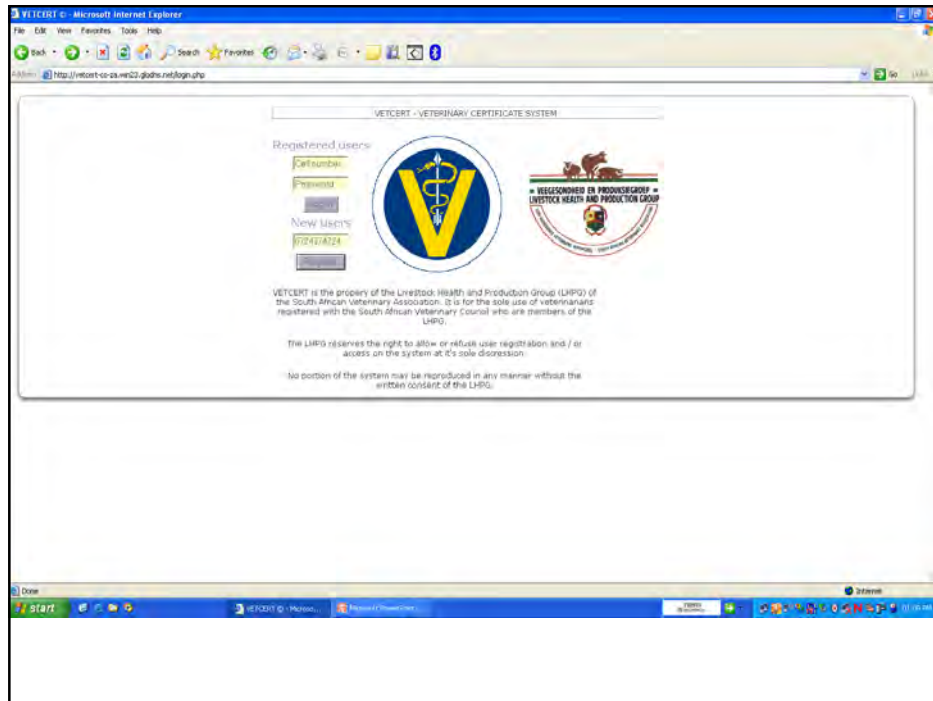 VETCERT © - Microsoft Internet Explorer
File Edit View Favorites Tools Help
Back Search Favorites
http://vetcert-co-za.win23.glodns.net/login.php Go
VETCERT - VETERINARY CERTIFICATE SYSTEM
Registered users
Cell number
Password
New users
V
VEEGESONDHEID EN PRODUKSIEGROEP
LIVESTOCK HEALTH AND PRODUCTION GROUP
VETCERT is the propery of the Livestock Health and Production Group (LHPG) of
the South African Veterinary Association. It is for the sole use of veterinarians
registered with the South African Veterinary Council who are members of the
LHPG.
The LHPG reserves the right to allow or refuse user registration and / or
access on the system at it's sole discression
No portion of the system may be reproduced in any manner without the
written consent of the LHPG.
Done Internet
start VETCERT © - Microso...